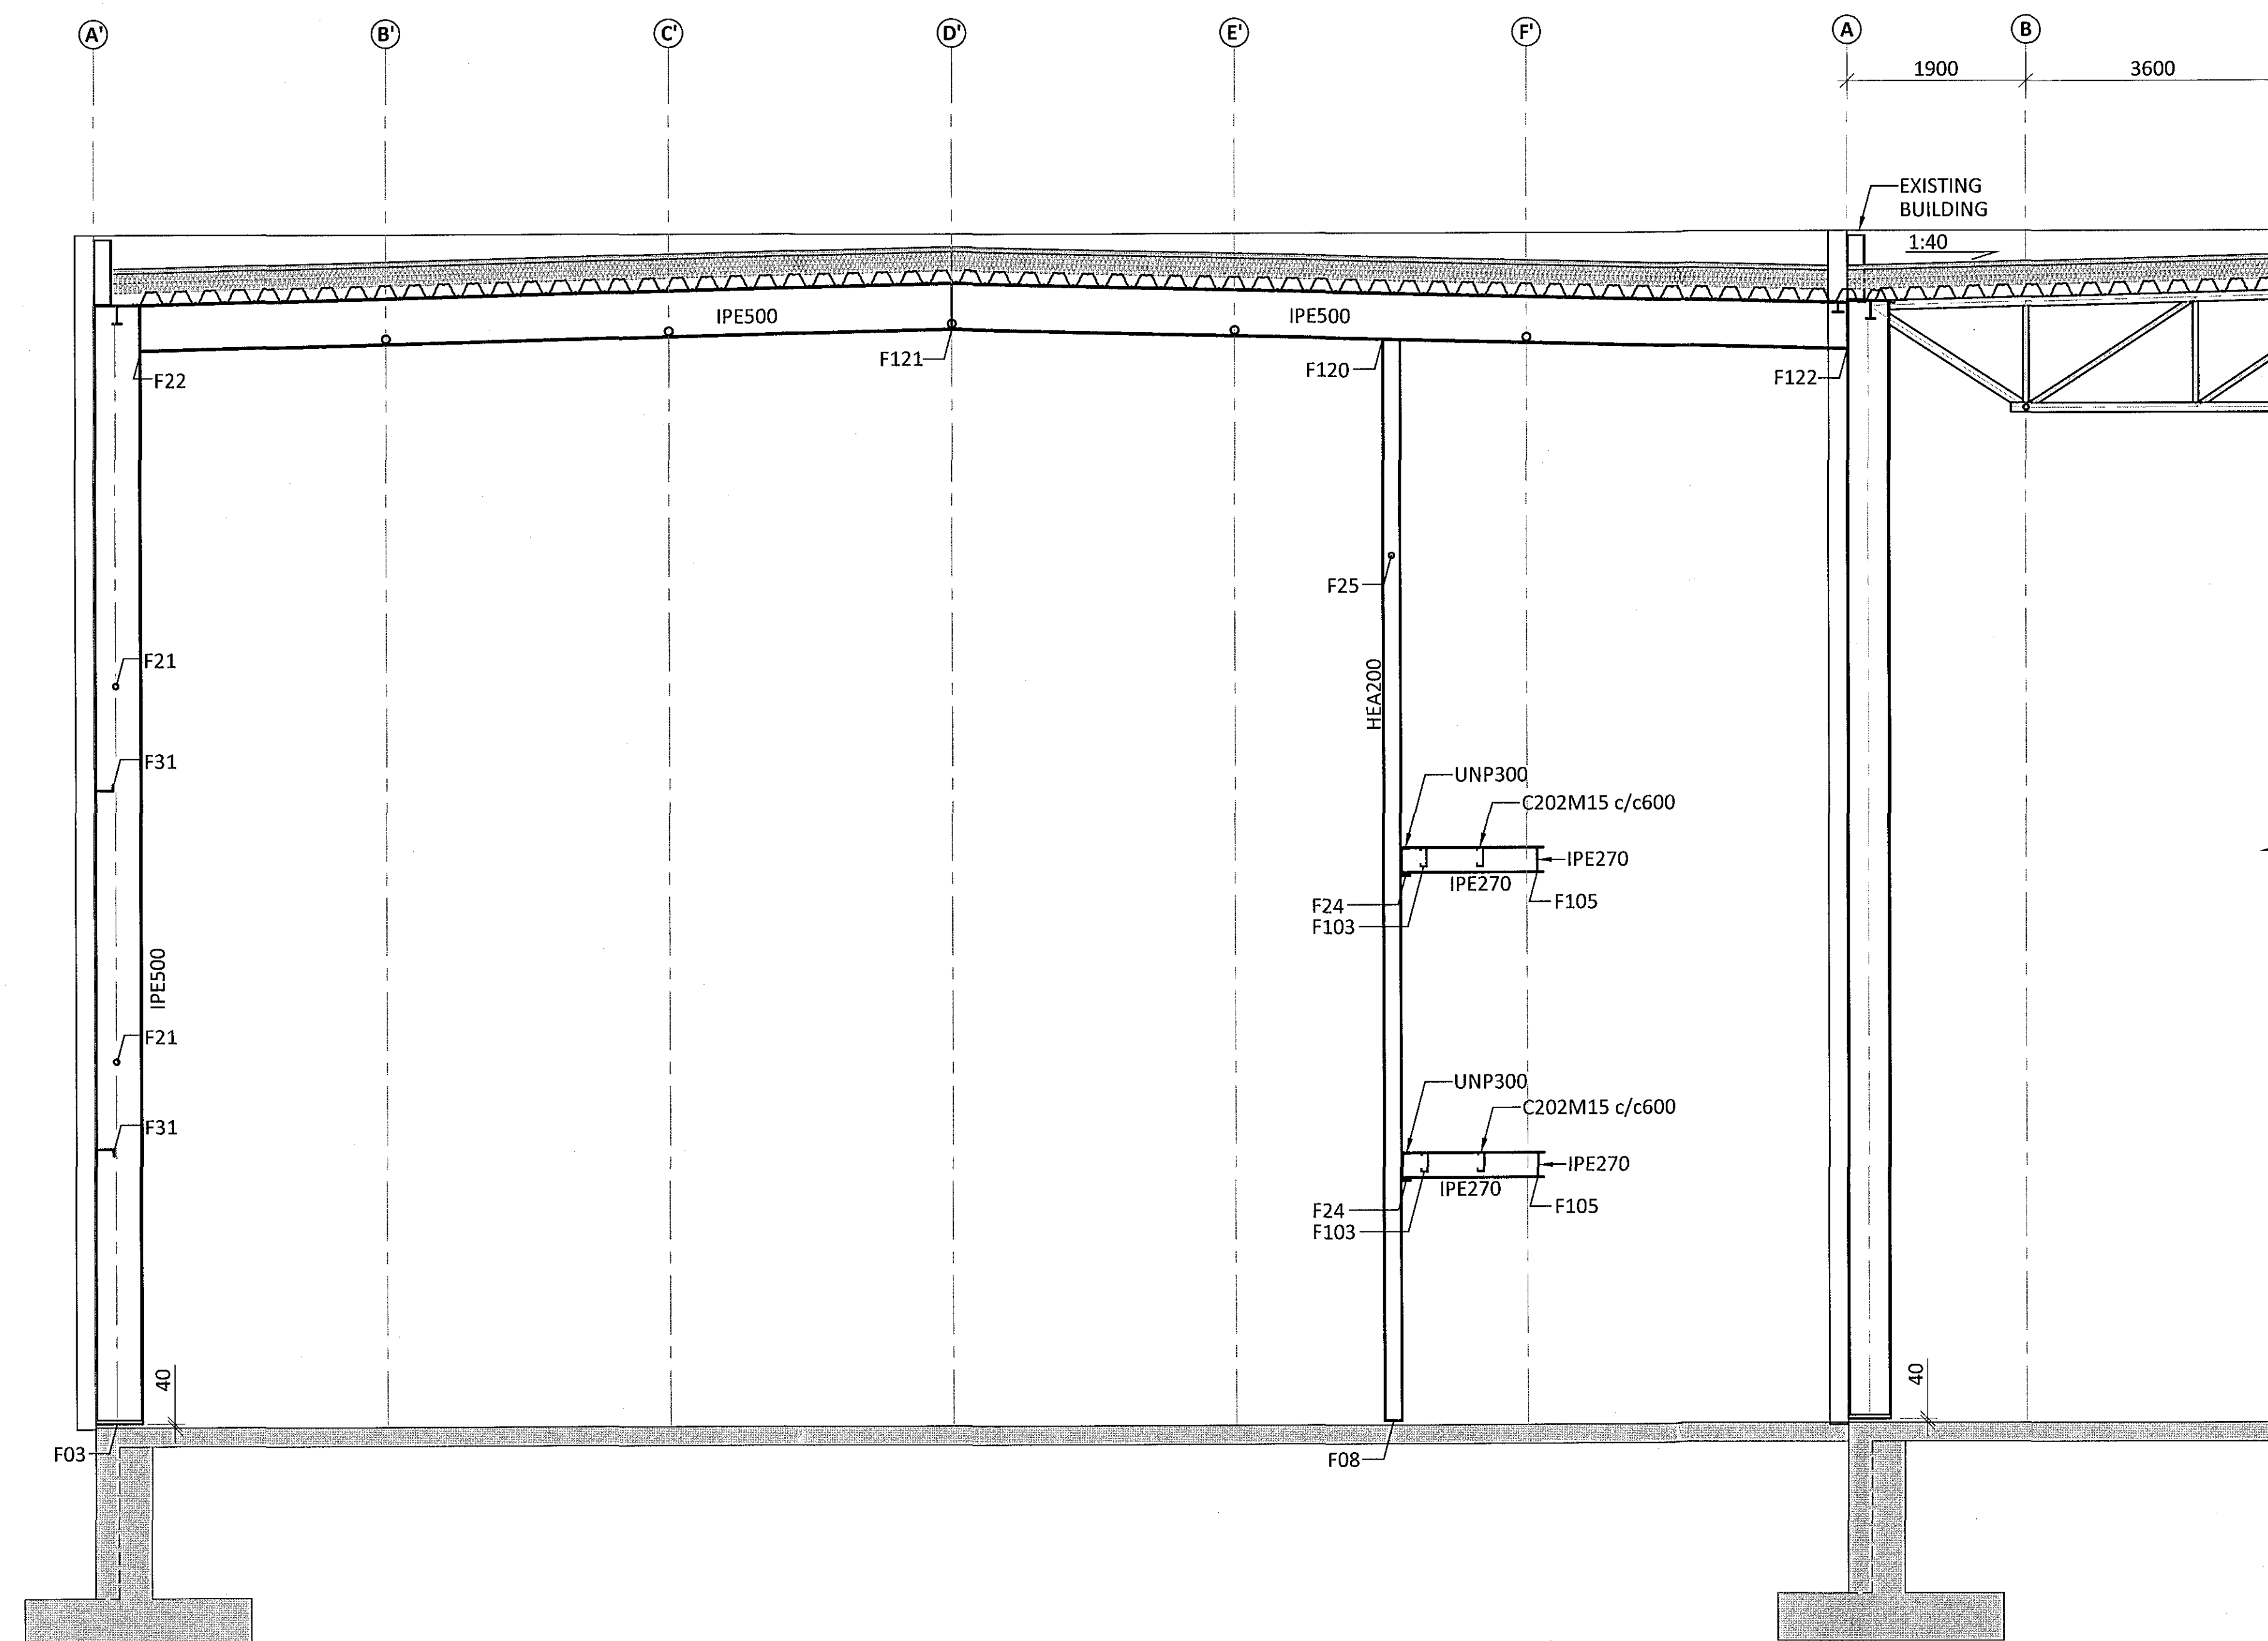 A'
B'
C'
D'
E'
F'
A
B
1900
3600
EXISTING
BUILDING
1:40
IPE500
IPE500
F121
F120
F122
F22
F25
F21
HEA200
F31
UNP300
C202M15 c/c600
IPE270
IPE270
F24
F105
F103
IPE500
F21
UNP300
C202M15 c/c600
F31
IPE270
IPE270
F24
F105
F103
40
40
F03
F08